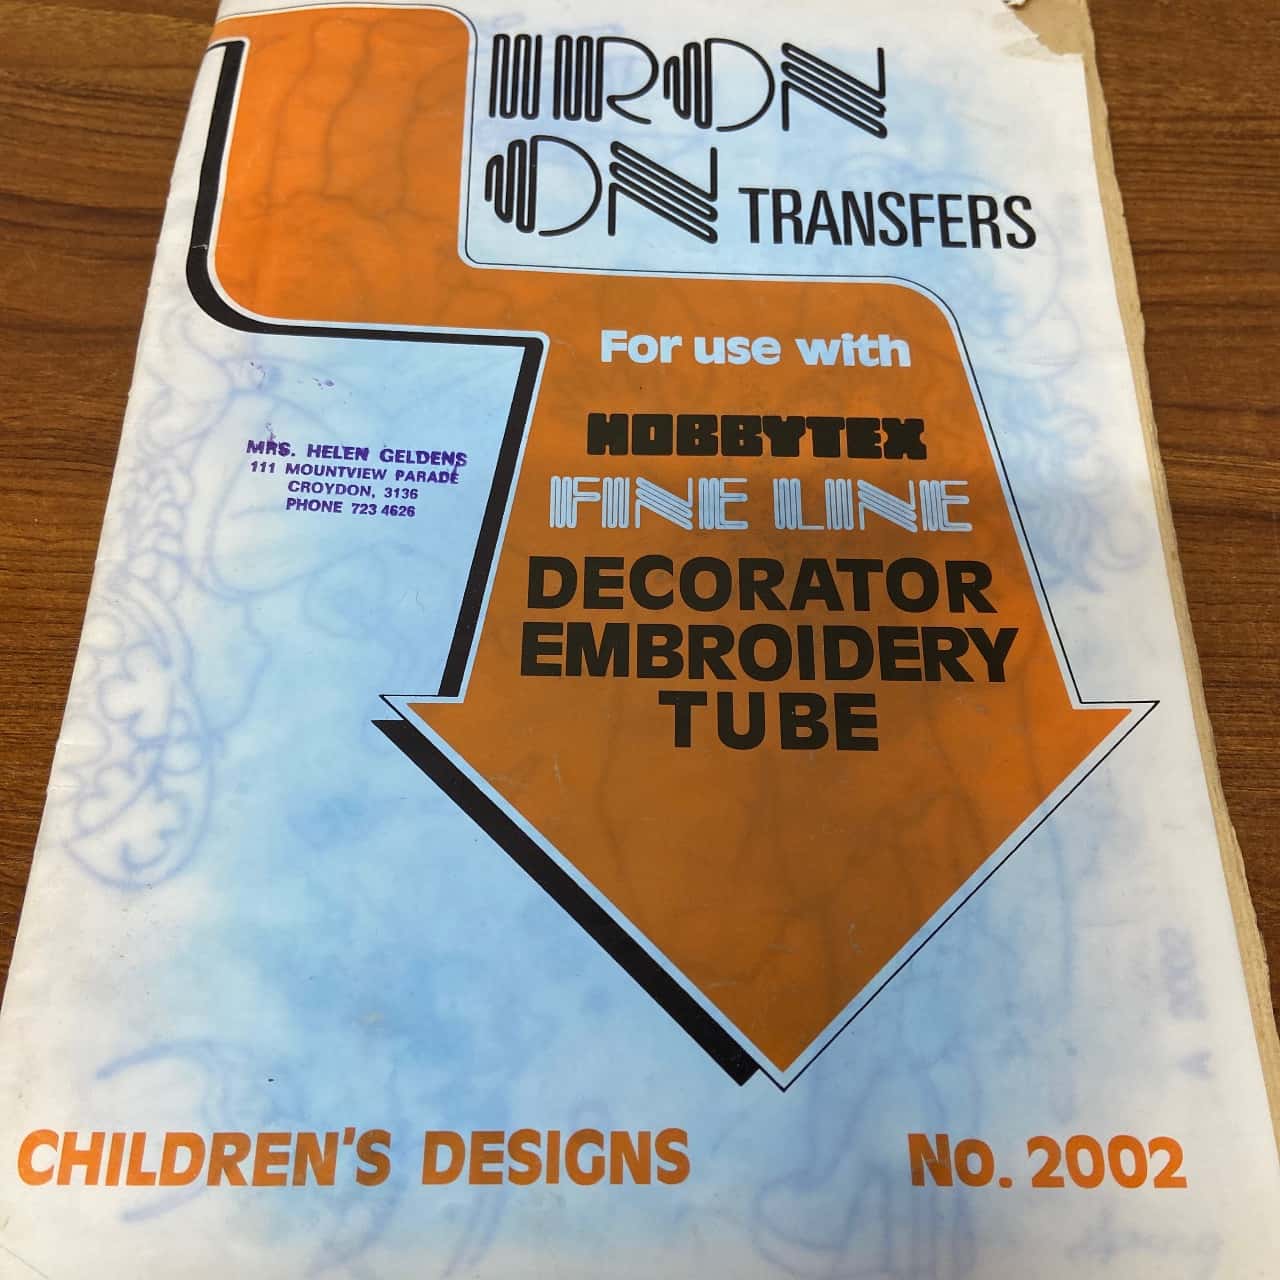 IRON
ON TRANSFERS
For use with
HOBBYTEX
FINE LINE
DECORATOR
EMBROIDERY
TUBE
MRS. HELEN GELDENS
111 MOUNTVIEW PARADE
CROYDON, 3136
PHONE 723 4626
CHILDREN'S DESIGNS No. 2002